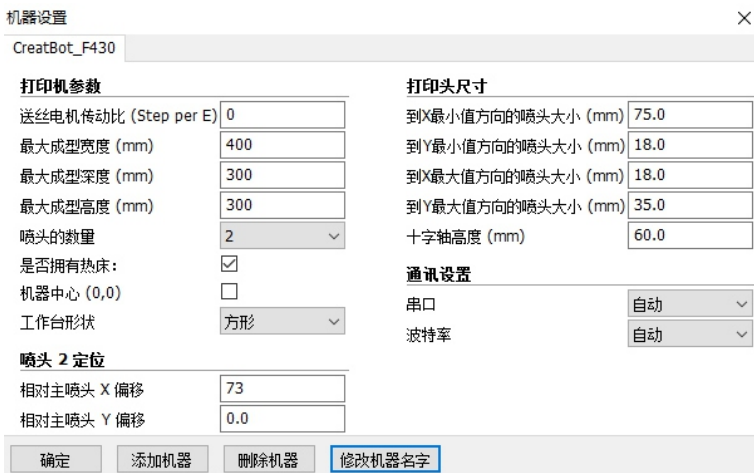 机器设置
CreatBot_F430
打印机参数
送丝电机传动比 (Step per E) 0
最大成型宽度 (mm) 400
最大成型深度 (mm) 300
最大成型高度 (mm) 300
喷头的数量 2
是否拥有热床：
机器中心 (0,0)
工作台形状 方形
喷头 2 定位
相对主喷头 X 偏移 73
相对主喷头 Y 偏移 0.0
打印头尺寸
到X最小值方向的喷头大小 (mm) 75.0
到Y最小值方向的喷头大小 (mm) 18.0
到X最大值方向的喷头大小 (mm) 18.0
到Y最大值方向的喷头大小 (mm) 35.0
十字轴高度 (mm) 60.0
通讯设置
串口 自动
波特率 自动
确定 添加机器 删除机器 修改机器名字